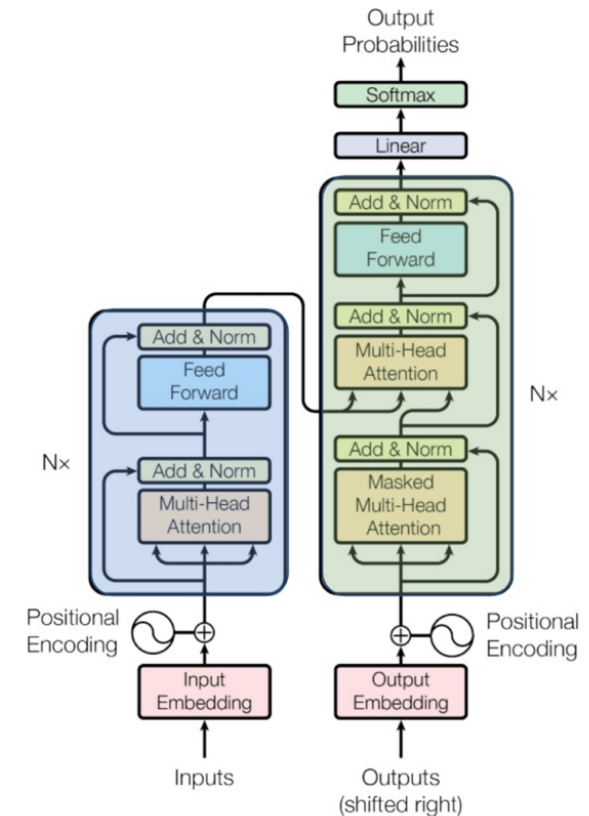 Output
Probabilities
Softmax
Linear
Add & Norm
Feed
Forward
Add & Norm
Multi-Head
Attention
Add & Norm
Masked
Multi-Head
Attention
N×
Add & Norm
Feed
Forward
Add & Norm
Multi-Head
Attention
N×
Positional
Encoding
Input
Embedding
Inputs
Positional
Encoding
Output
Embedding
Outputs
(shifted right)